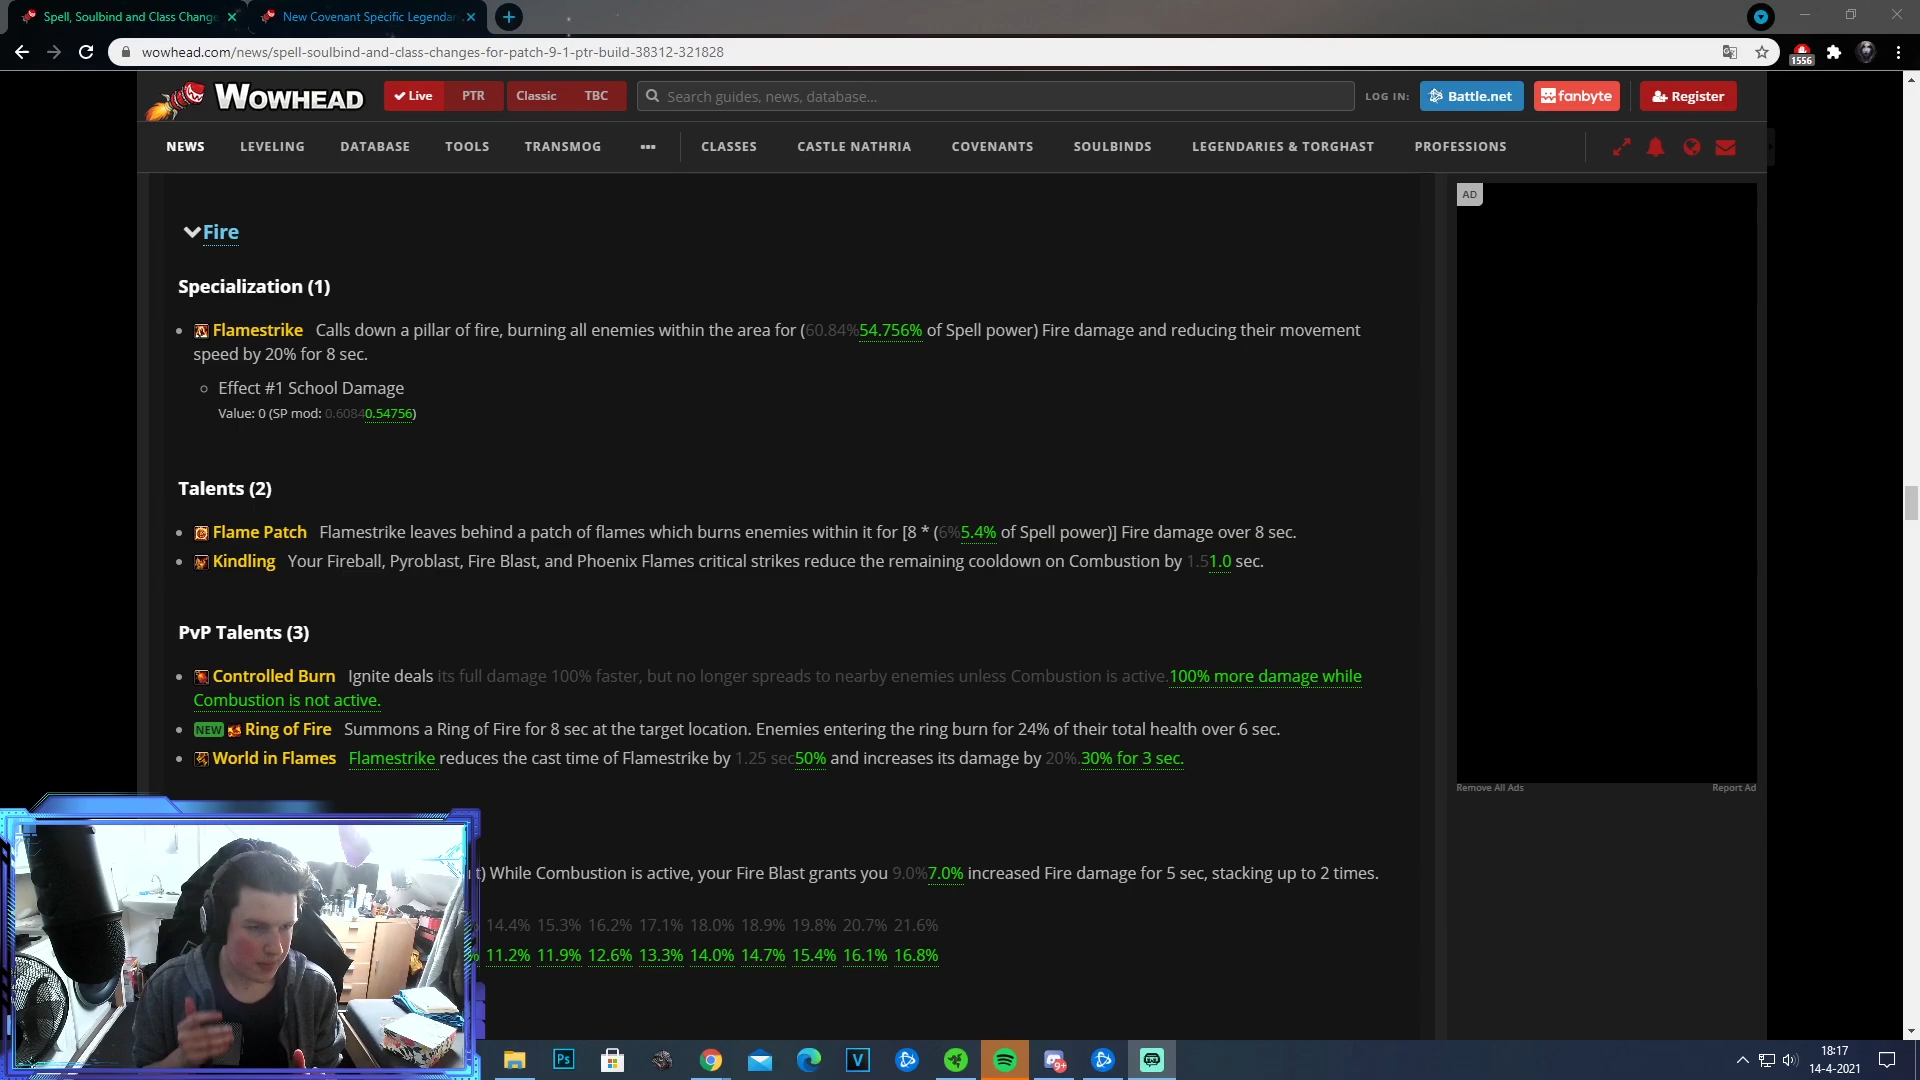 Spell, Soulbind and Class Change
New Covenant Specific Legendar
wowhead.com/news/spell-soulbind-and-class-changes-for-patch-9-1-ptr-build-38312-321828
1556
WOWHEAD
Live PTR Classic TBC
Search guides, news, database...
LOG IN:
Battle.net
fanbyte
Register
NEWS LEVELING DATABASE TOOLS TRANSMOG ••• CLASSES CASTLE NATHRIA COVENANTS SOULBINDS LEGENDARIES & TORGHAST PROFESSIONS
AD
Fire
Specialization (1)
Flamestrike Calls down a pillar of fire, burning all enemies within the area for (60.84%54.756% of Spell power) Fire damage and reducing their movement
speed by 20% for 8 sec.
Effect #1 School Damage
Value: 0 (SP mod: 0.60840.54756)
Talents (2)
Flame Patch Flamestrike leaves behind a patch of flames which burns enemies within it for [8 * (6%5.4% of Spell power)] Fire damage over 8 sec.
Kindling Your Fireball, Pyroblast, Fire Blast, and Phoenix Flames critical strikes reduce the remaining cooldown on Combustion by 1.51.0 sec.
PvP Talents (3)
Controlled Burn Ignite deals its full damage 100% faster, but no longer spreads to nearby enemies unless Combustion is active.100% more damage while
Combustion is not active.
NEW Ring of Fire Summons a Ring of Fire for 8 sec at the target location. Enemies entering the ring burn for 24% of their total health over 6 sec.
World in Flames Flamestrike reduces the cast time of Flamestrike by 1.25 sec50% and increases its damage by 20%.30% for 3 sec.
Remove All Ads
Report Ad
t) While Combustion is active, your Fire Blast grants you 9.0%7.0% increased Fire damage for 5 sec, stacking up to 2 times.
% 14.4% 15.3% 16.2% 17.1% 18.0% 18.9% 19.8% 20.7% 21.6%
% 11.2% 11.9% 12.6% 13.3% 14.0% 14.7% 15.4% 16.1% 16.8%
Ps
V
9+
18:17
14-4-2021